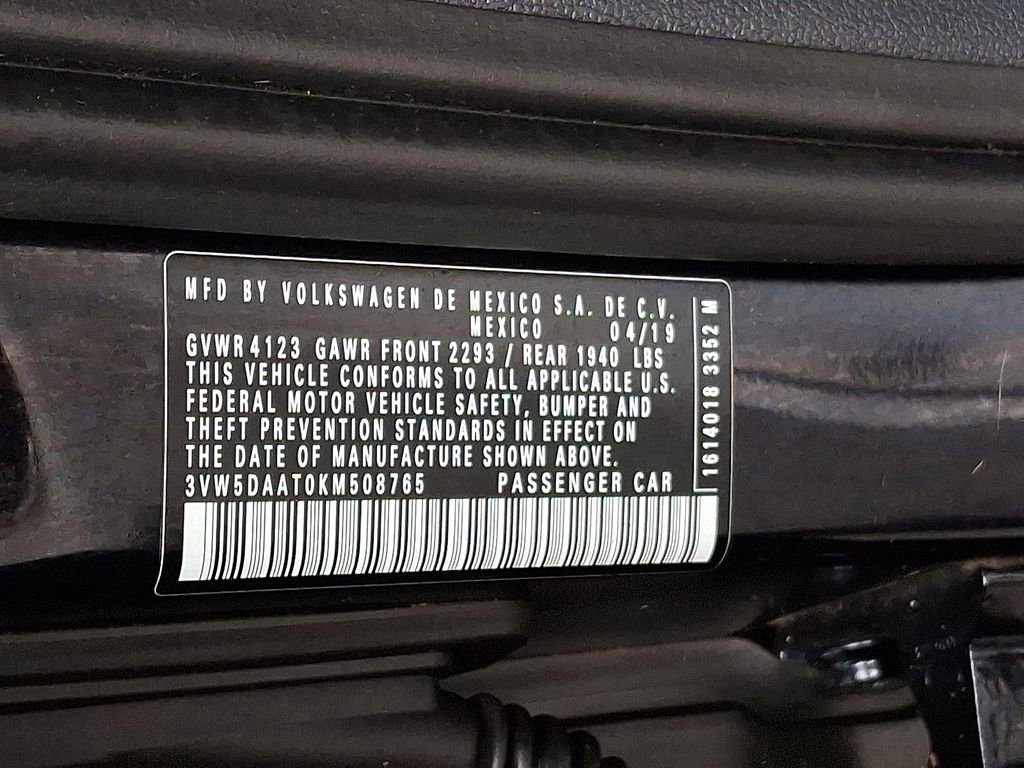 MFD BY VOLKSWAGEN DE MEXICO S.A. DE C.V.
MEXICO 04/19
GVWR 4123 GAWR FRONT 2293 / REAR 1940 LBS
THIS VEHICLE CONFORMS TO ALL APPLICABLE U.S.
FEDERAL MOTOR VEHICLE SAFETY, BUMPER AND
THEFT PREVENTION STANDARDS IN EFFECT ON
THE DATE OF MANUFACTURE SHOWN ABOVE.
3VW5DAAT0KM508765 PASSENGER CAR
1614018 3352 M